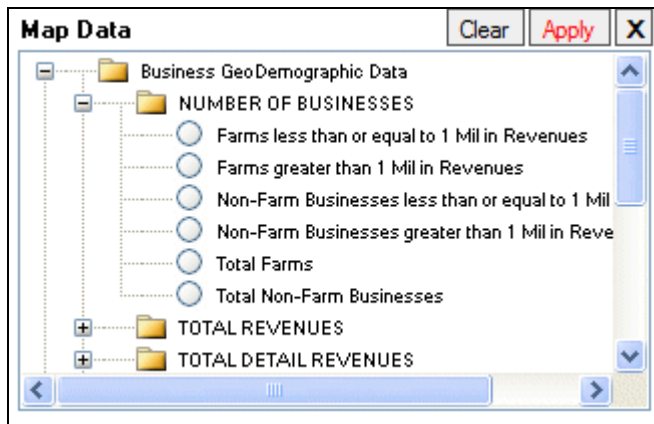 Map Data Clear Apply X
Business GeoDemographic Data
NUMBER OF BUSINESSES
Farms less than or equal to 1 Mil in Revenues
Farms greater than 1 Mil in Revenues
Non-Farm Businesses less than or equal to 1 Mil
Non-Farm Businesses greater than 1 Mil in Reve
Total Farms
Total Non-Farm Businesses
TOTAL REVENUES
TOTAL DETAIL REVENUES